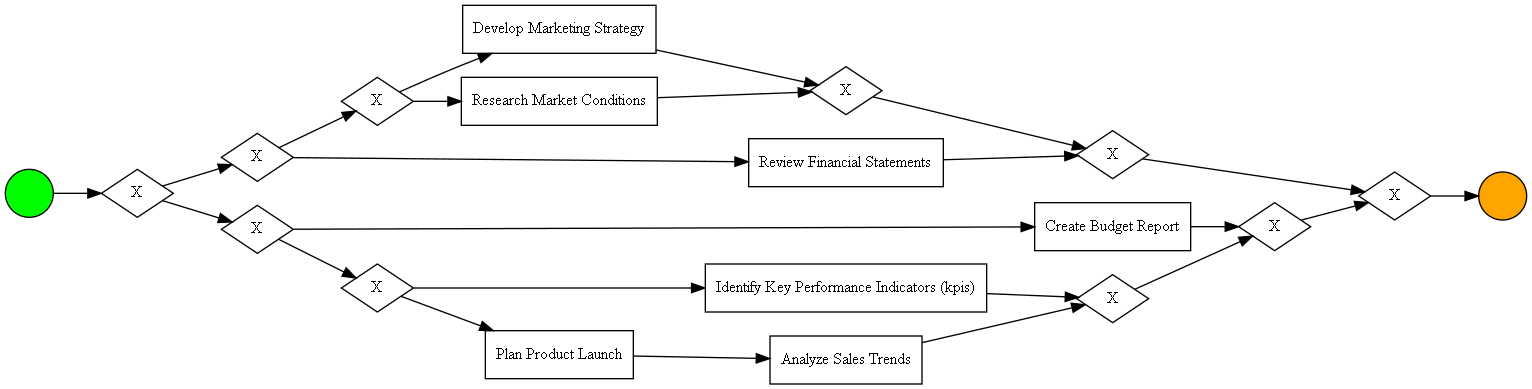 Develop Marketing Strategy
X
X
Research Market Conditions
X
X
Review Financial Statements
X
X
X
X
Create Budget Report
X
X
Identify Key Performance Indicators (kpis)
X
Plan Product Launch
Analyze Sales Trends